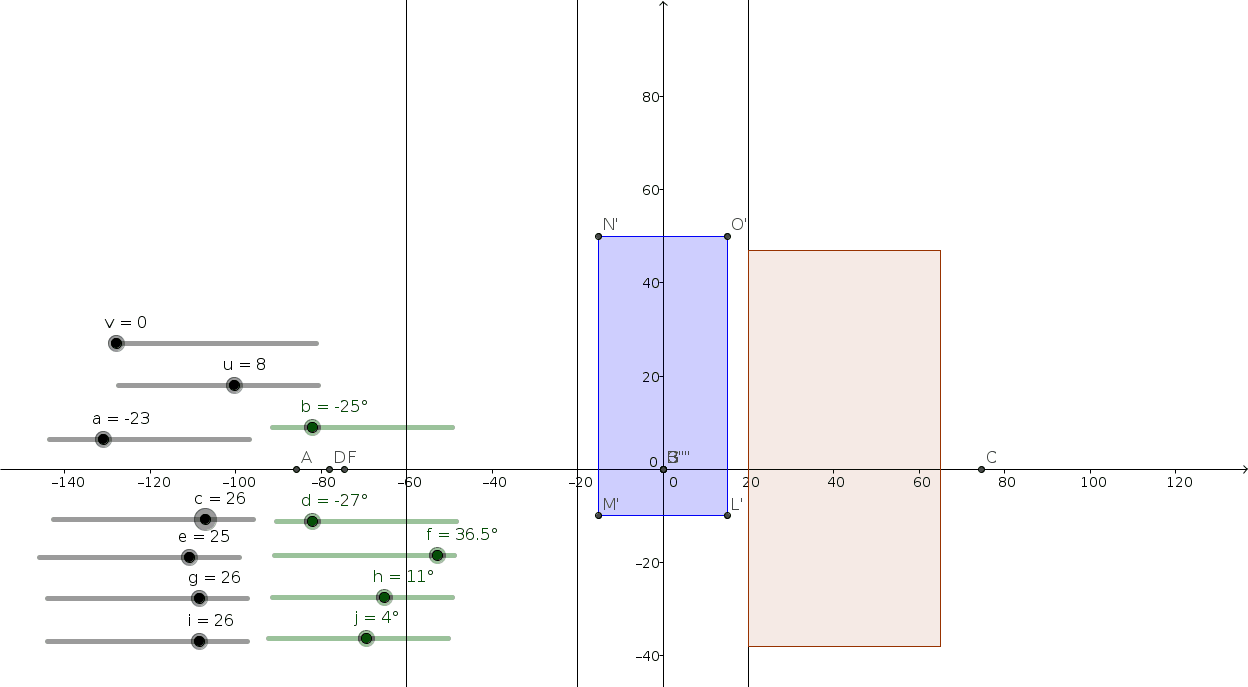 80
60
N' O'
40
v = 0
u = 8
20
b = -25°
a = -23
A D F 0 C
–140 –120 –100 –80 –60 –40 –20 0 20 40 60 80 100 120
c = 26 d = -27° M' L'
e = 25 f = 36.5°
–20
g = 26 h = 11°
i = 26 j = 4°
–40